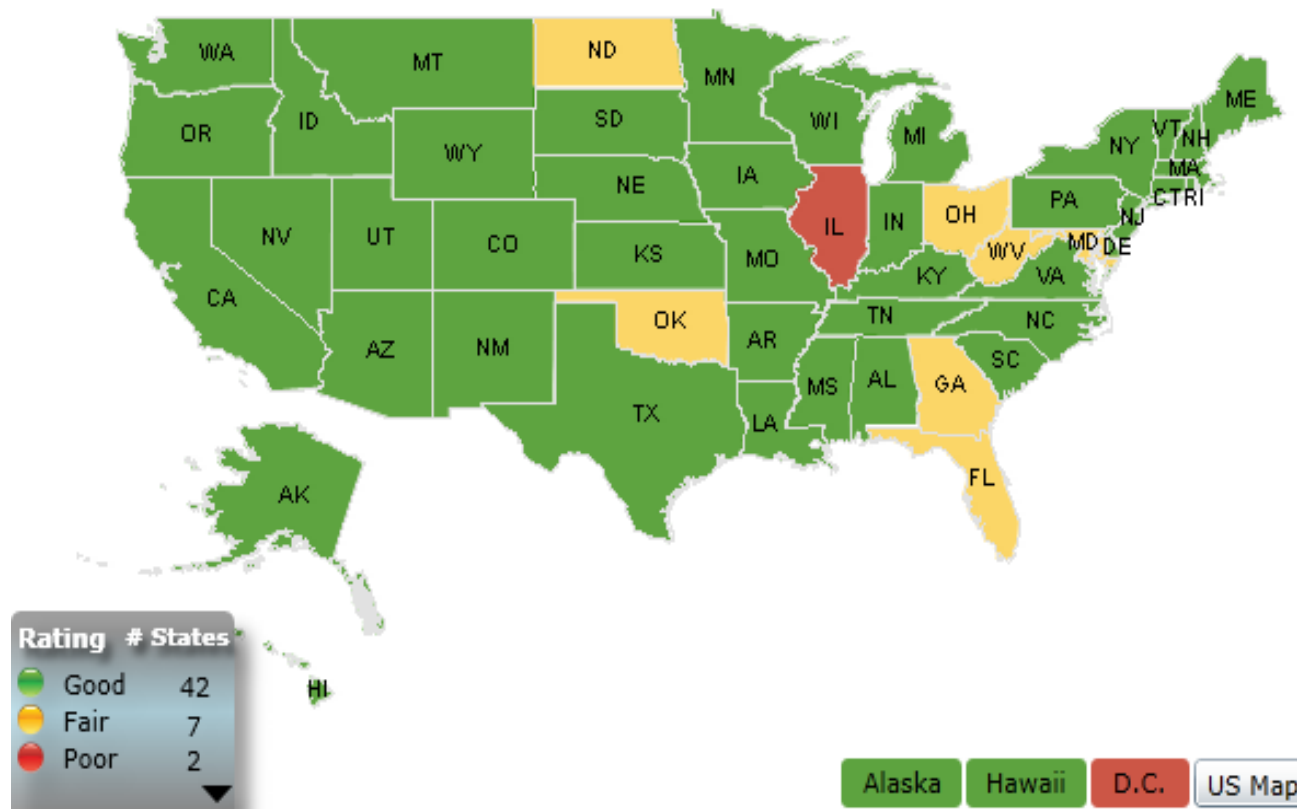 WA
MT
ND
MN
ME
OR
ID
SD
WI
MI
VT
NH
NY
WY
MA
IA
NE
CT
RI
PA
NV
UT
CO
IL
IN
OH
NJ
KS
MO
WV
MD
DE
CA
KY
VA
OK
TN
NC
AZ
NM
AR
SC
MS
AL
GA
TX
LA
FL
AK
HI
Rating # States
Good 42
Fair 7
Poor 2
Alaska Hawaii D.C. US Map